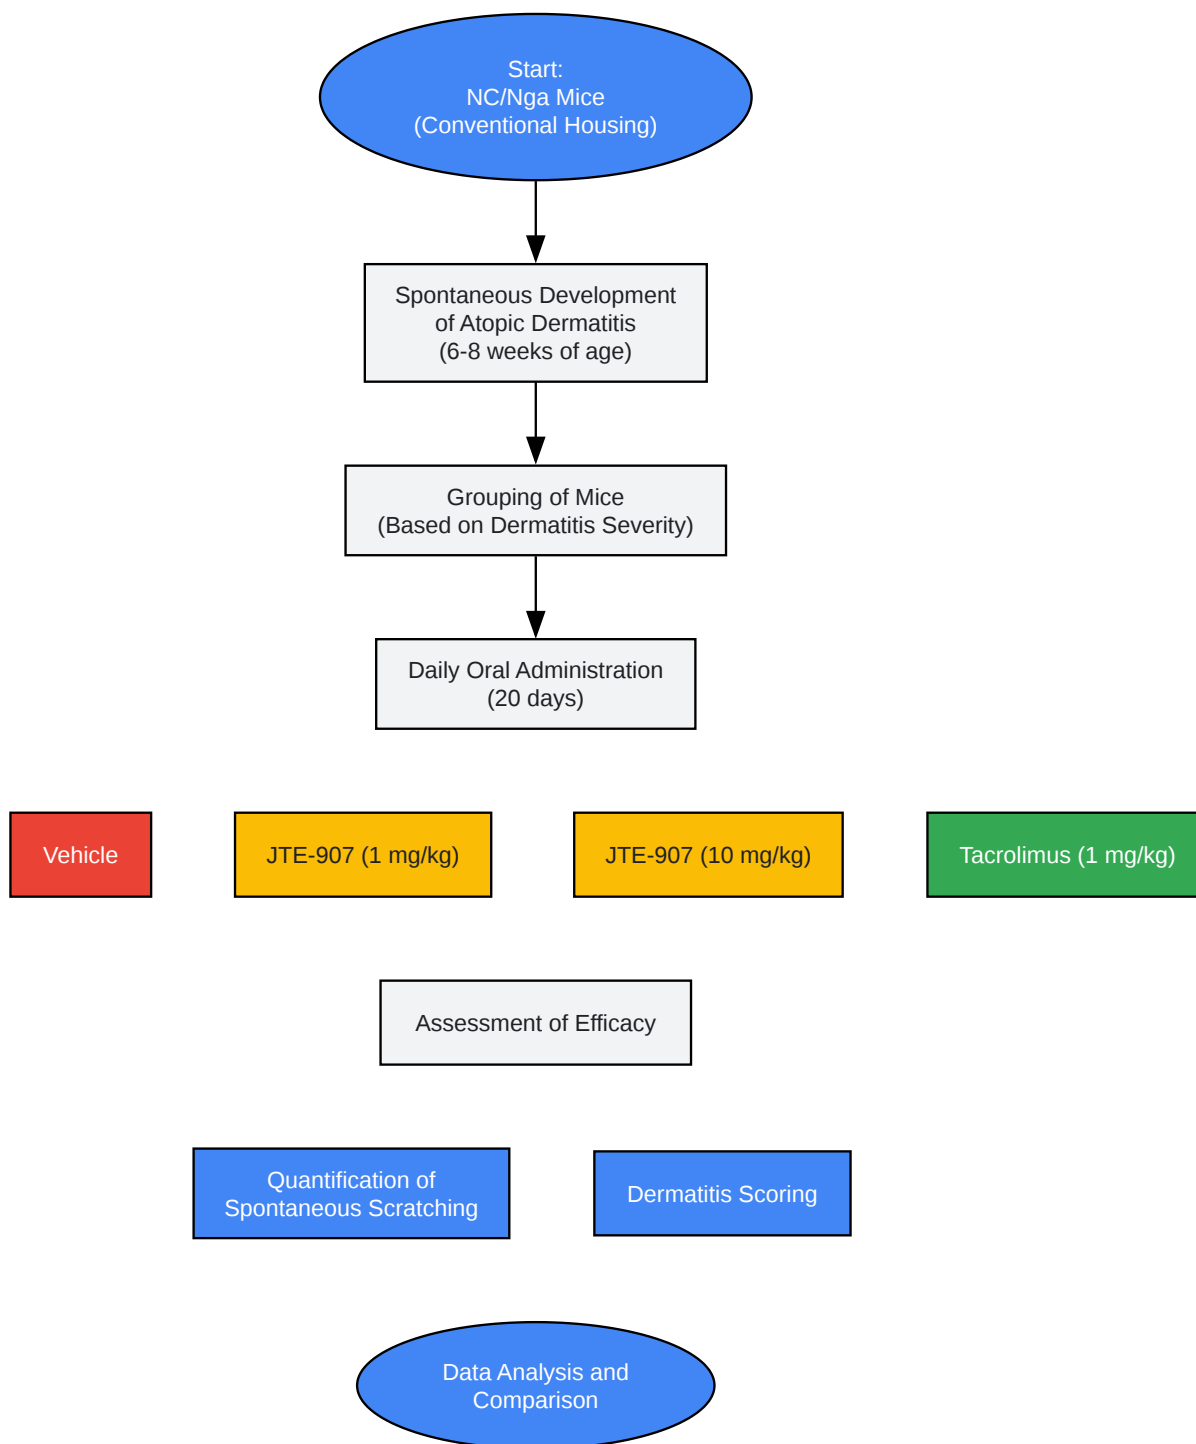 Start:
NC/Nga Mice
(Conventional Housing)
Spontaneous Development
of Atopic Dermatitis
(6-8 weeks of age)
Grouping of Mice
(Based on Dermatitis Severity)
Daily Oral Administration
(20 days)
Vehicle
JTE-907 (1 mg/kg)
JTE-907 (10 mg/kg)
Tacrolimus (1 mg/kg)
Assessment of Efficacy
Quantification of
Spontaneous Scratching
Dermatitis Scoring
Data Analysis and
Comparison